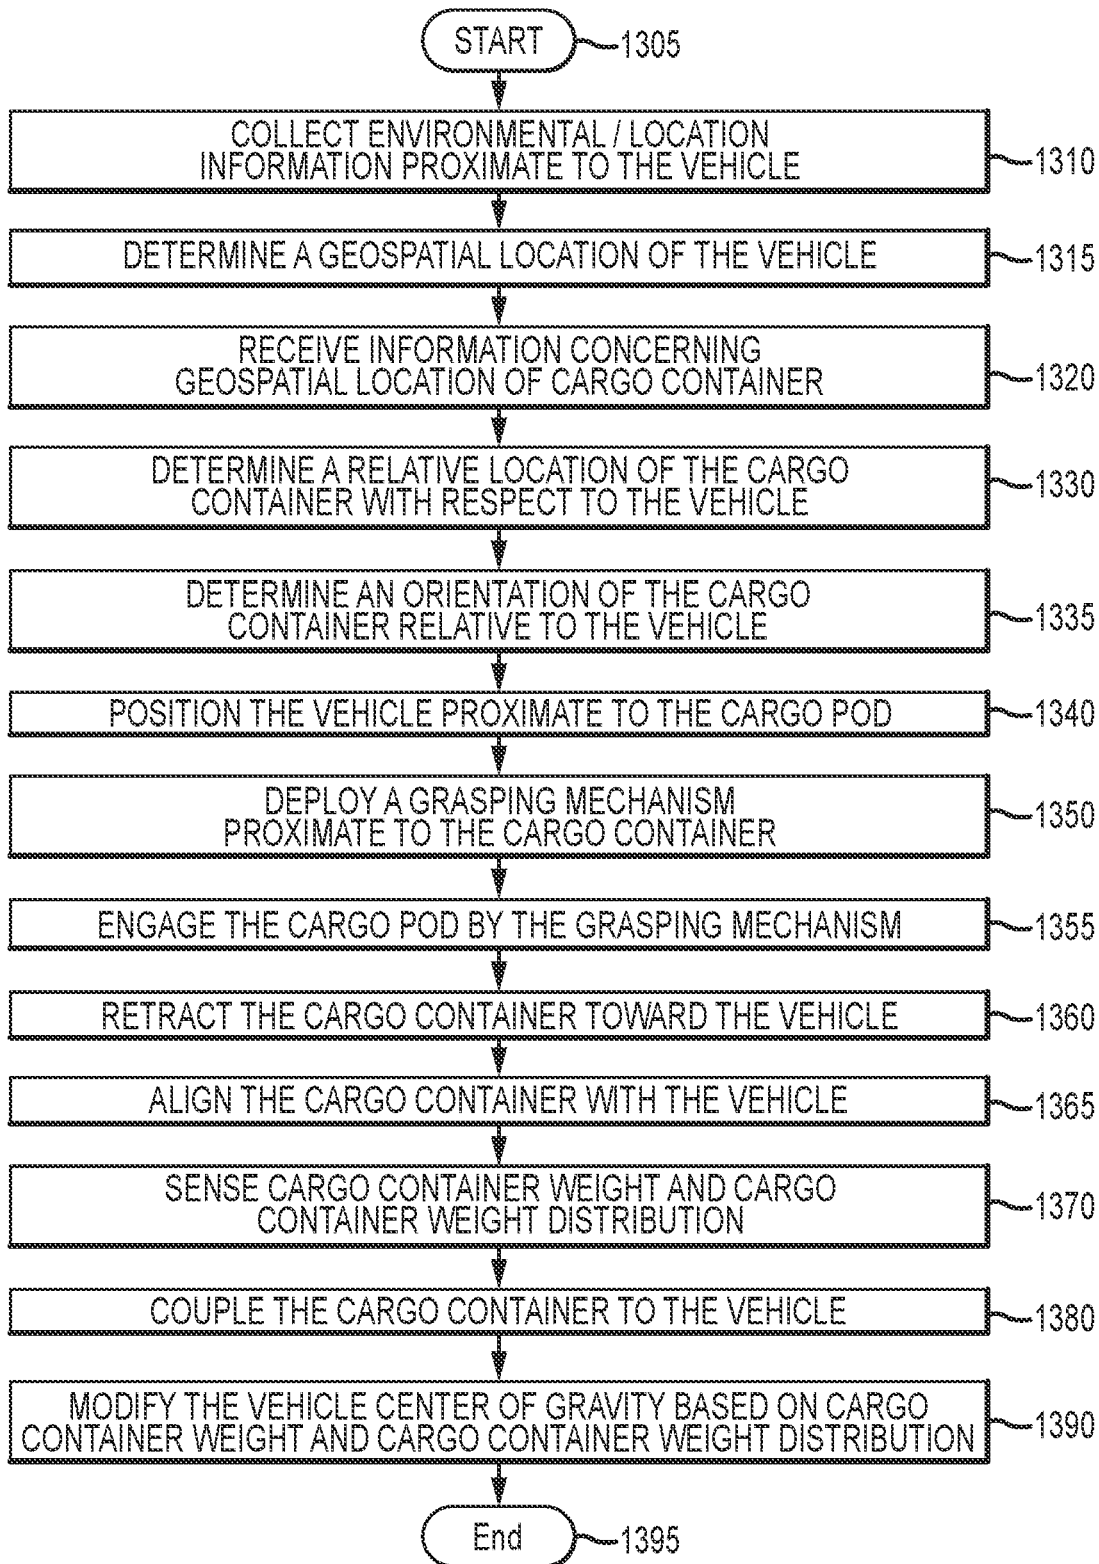 START
1305
COLLECT ENVIRONMENTAL / LOCATION
INFORMATION PROXIMATE TO THE VEHICLE
1310
DETERMINE A GEOSPATIAL LOCATION OF THE VEHICLE
1315
RECEIVE INFORMATION CONCERNING
GEOSPATIAL LOCATION OF CARGO CONTAINER
1320
DETERMINE A RELATIVE LOCATION OF THE CARGO
CONTAINER WITH RESPECT TO THE VEHICLE
1330
DETERMINE AN ORIENTATION OF THE CARGO
CONTAINER RELATIVE TO THE VEHICLE
1335
POSITION THE VEHICLE PROXIMATE TO THE CARGO POD
1340
DEPLOY A GRASPING MECHANISM
PROXIMATE TO THE CARGO CONTAINER
1350
ENGAGE THE CARGO POD BY THE GRASPING MECHANISM
1355
RETRACT THE CARGO CONTAINER TOWARD THE VEHICLE
1360
ALIGN THE CARGO CONTAINER WITH THE VEHICLE
1365
SENSE CARGO CONTAINER WEIGHT AND CARGO
CONTAINER WEIGHT DISTRIBUTION
1370
COUPLE THE CARGO CONTAINER TO THE VEHICLE
1380
MODIFY THE VEHICLE CENTER OF GRAVITY BASED ON CARGO
CONTAINER WEIGHT AND CARGO CONTAINER WEIGHT DISTRIBUTION
1390
End
1395